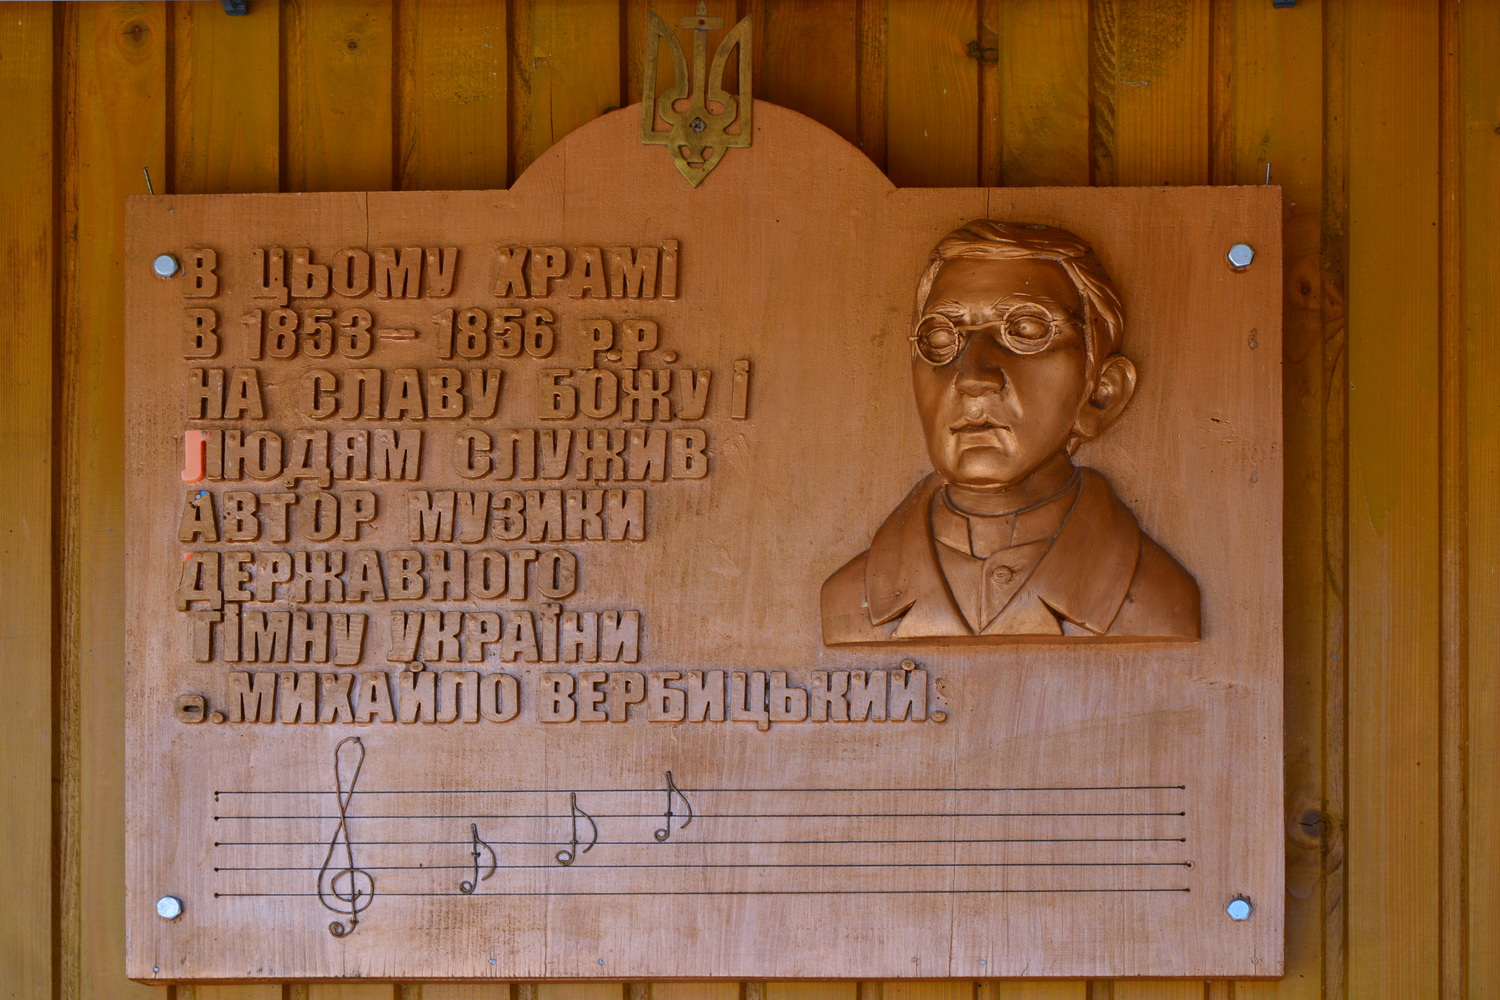 В ЦЬОМУ ХРАМІ
В 1853 – 1856 р.р.
НА СЛАВУ БОЖУ І
ЛЮДЯМ СЛУЖИВ
АВТОР МУЗИКИ
ДЕРЖАВНОГО
ГІМНУ УКРАЇНИ
о. МИХАЙЛО ВЕРБИЦЬКИЙ.